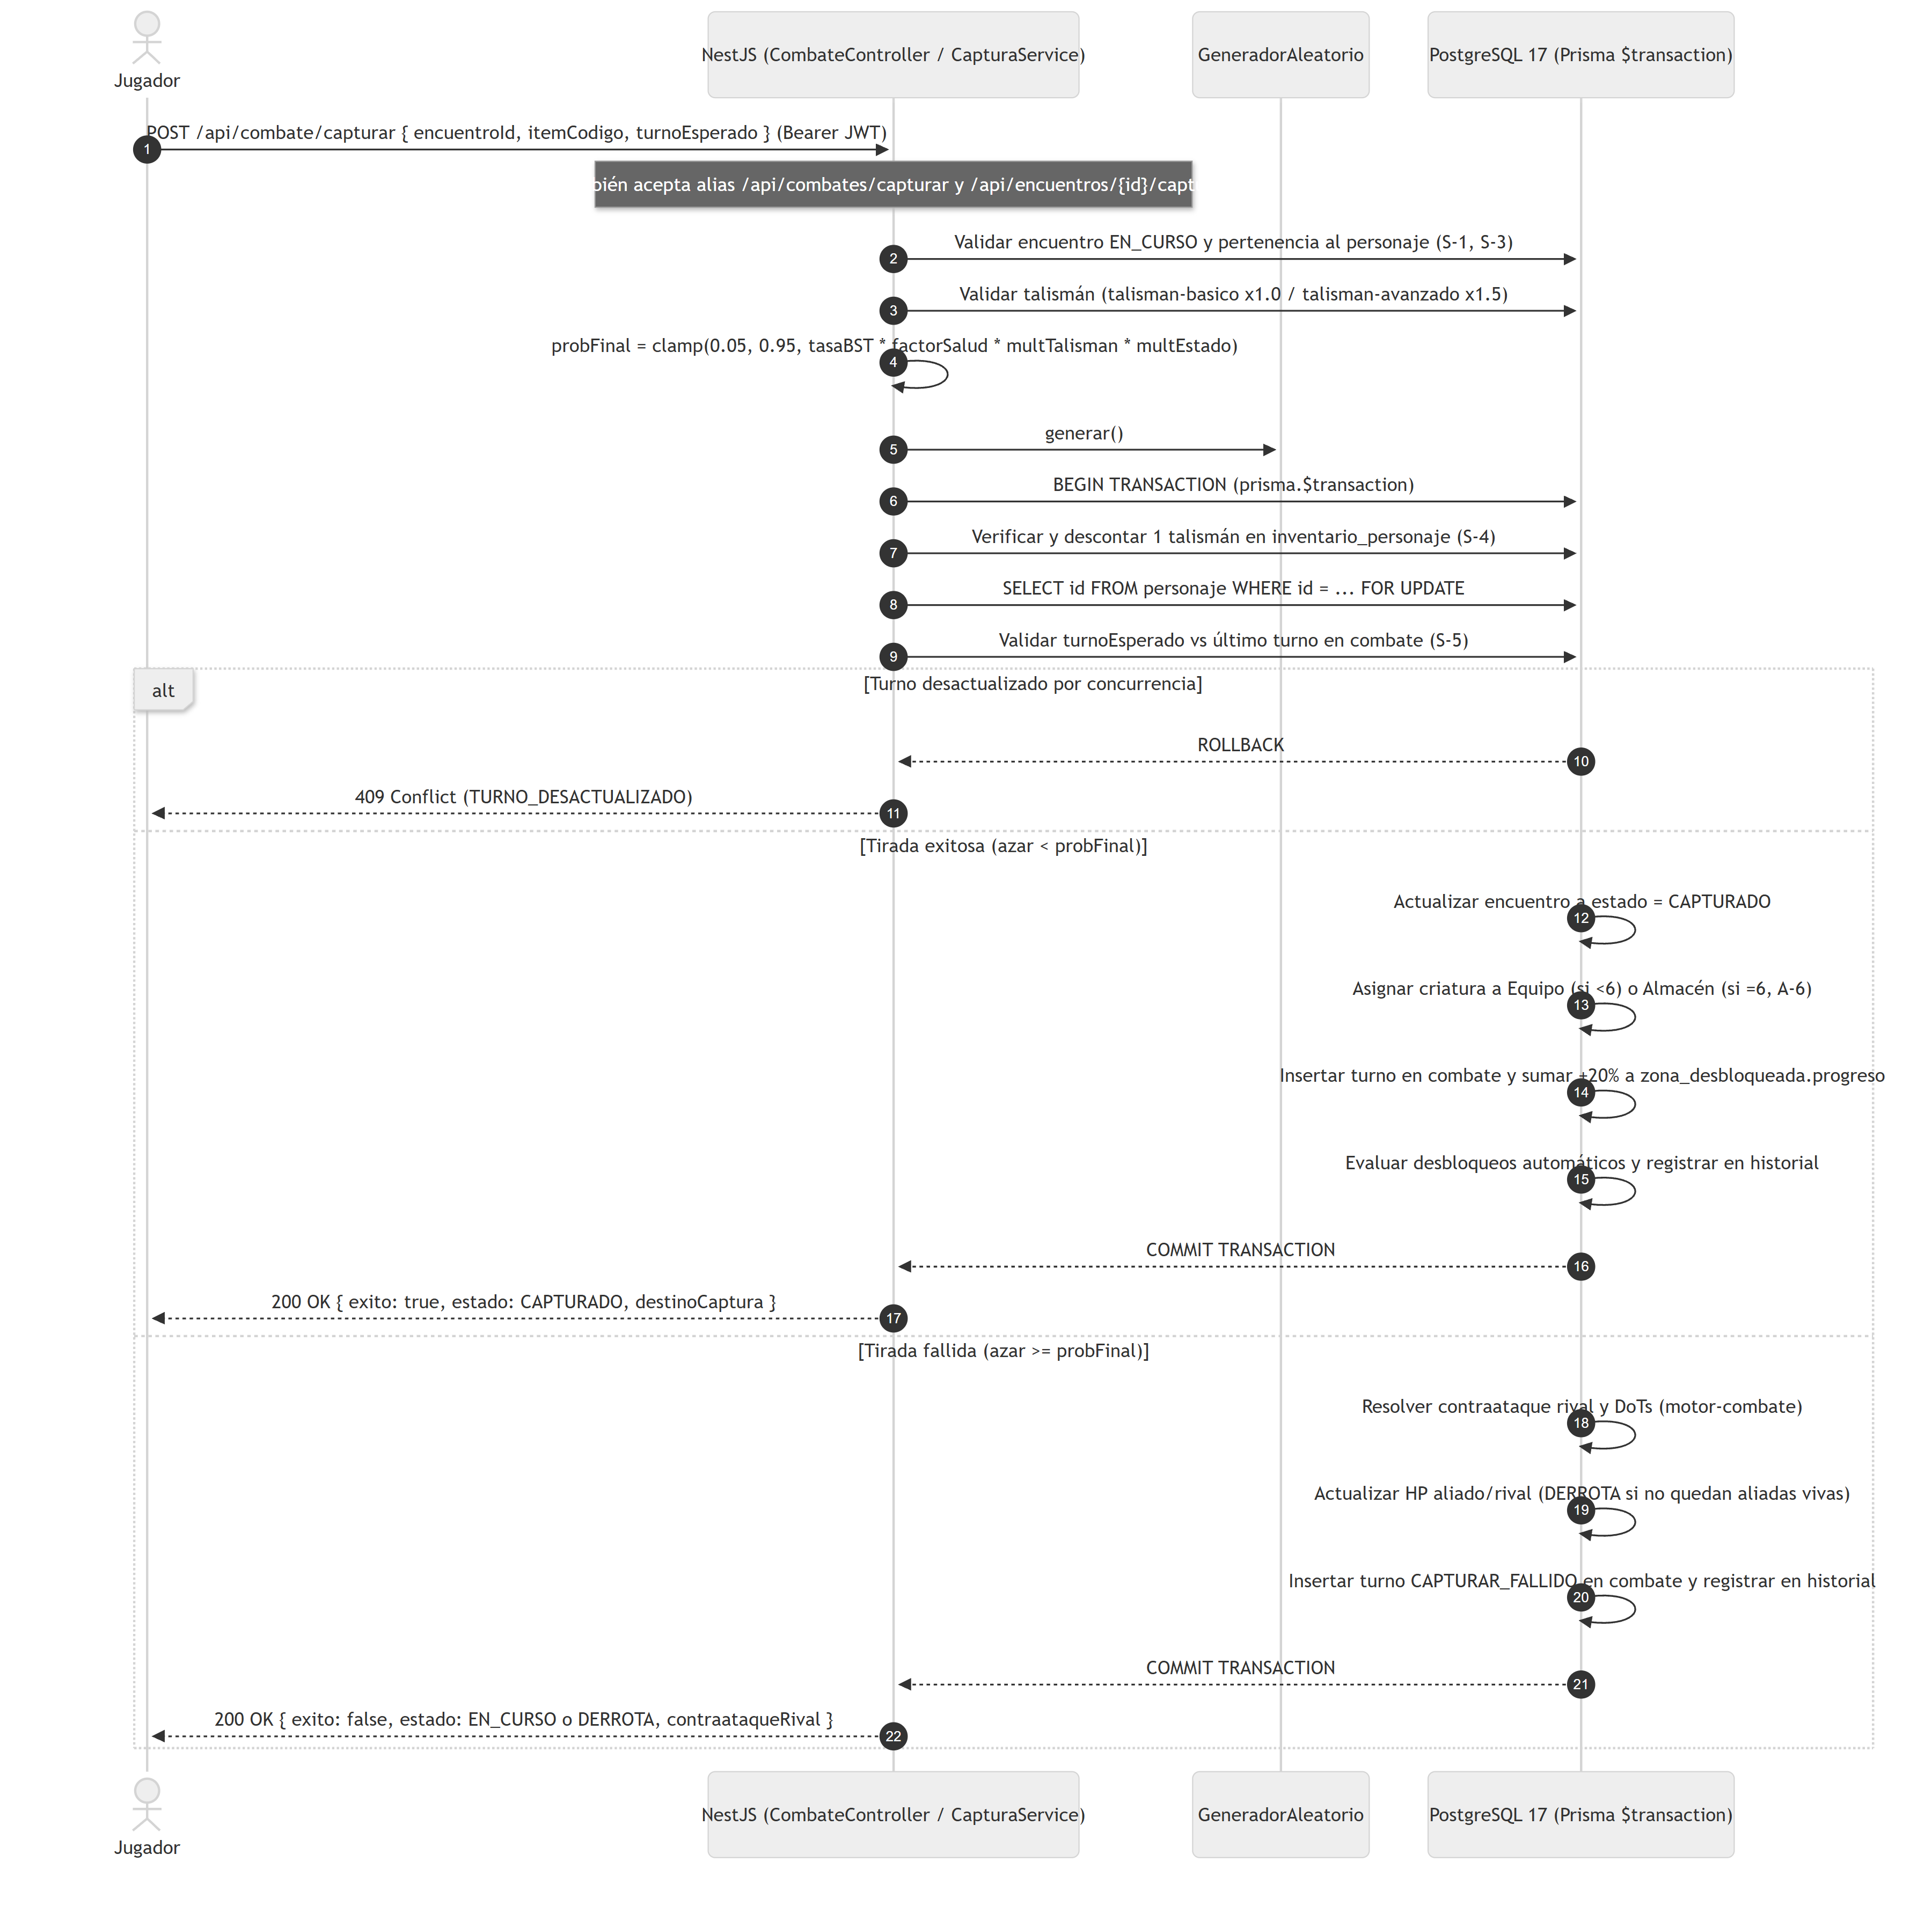 Jugador
NestJS (CombateController / CapturaService)
GeneradorAleatorio
PostgreSQL 17 (Prisma $transaction)
POST /api/combate/capturar { encuentroId, itemCodigo, turnoEsperado } (Bearer JWT)
1
acepta alias /api/combates/capturar y
2
Validar encuentro EN_CURSO y pertenencia al personaje (S-1, S-3)
3
Validar talismán (talisman-basico x1.0 / talisman-avanzado x1.5)
probFinal = clamp(0.05, 0.95, tasaBST * factorSalud * multTalisman * multEstado)
4
generar()
5
BEGIN TRANSACTION (prisma.$transaction)
6
Verificar y descontar 1 talismán en inventario_personaje (S-4)
7
SELECT id FROM personaje WHERE id = ... FOR UPDATE
8
Validar turnoEsperado vs último turno en combate (S-5)
9
alt
[Turno desactualizado por concurrencia]
ROLLBACK
10
409 Conflict (TURNO_DESACTUALIZADO)
11
[Tirada exitosa (azar < probFinal)]
Actualizar encuentro a estado = CAPTURADO
12
Asignar criatura a Equipo (si <6) o Almacén (si =6, A-6)
13
Insertar turno en combate y sumar +20% a zona_desbloqueada.progreso
14
Evaluar desbloqueos automáticos y registrar en historial
15
COMMIT TRANSACTION
16
200 OK { exito: true, estado: CAPTURADO, destinoCaptura }
17
[Tirada fallida (azar >= probFinal)]
Resolver contraataque rival y DoTs (motor-combate)
18
Actualizar HP aliado/rival (DERROTA si no quedan aliadas vivas)
19
Insertar turno CAPTURAR_FALLIDO en combate y registrar en historial
20
COMMIT TRANSACTION
21
200 OK { exito: false, estado: EN_CURSO o DERROTA, contraataqueRival }
22
Jugador
NestJS (CombateController / CapturaService)
GeneradorAleatorio
PostgreSQL 17 (Prisma $transaction)